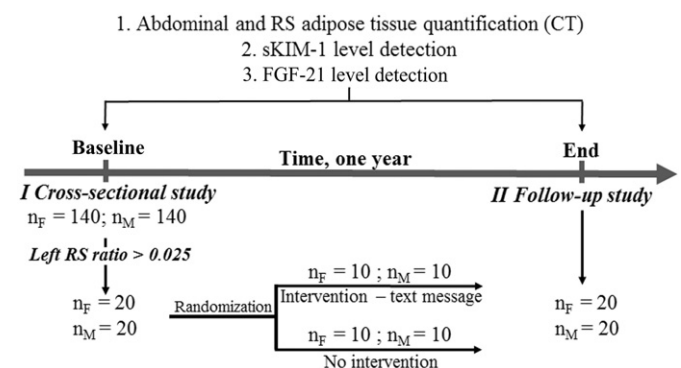 1. Abdominal and RS adipose tissue quantification (CT)
2. sKIM-1 level detection
3. FGF-21 level detection
Baseline
Time, one year
End
I Cross-sectional study
II Follow-up study
nF = 140; nM = 140
Left RS ratio > 0.025
nF = 20
nM = 20
Randomization
nF = 10 ; nM = 10
Intervention – text message
nF = 10 ; nM = 10
No intervention
nF = 20
nM = 20